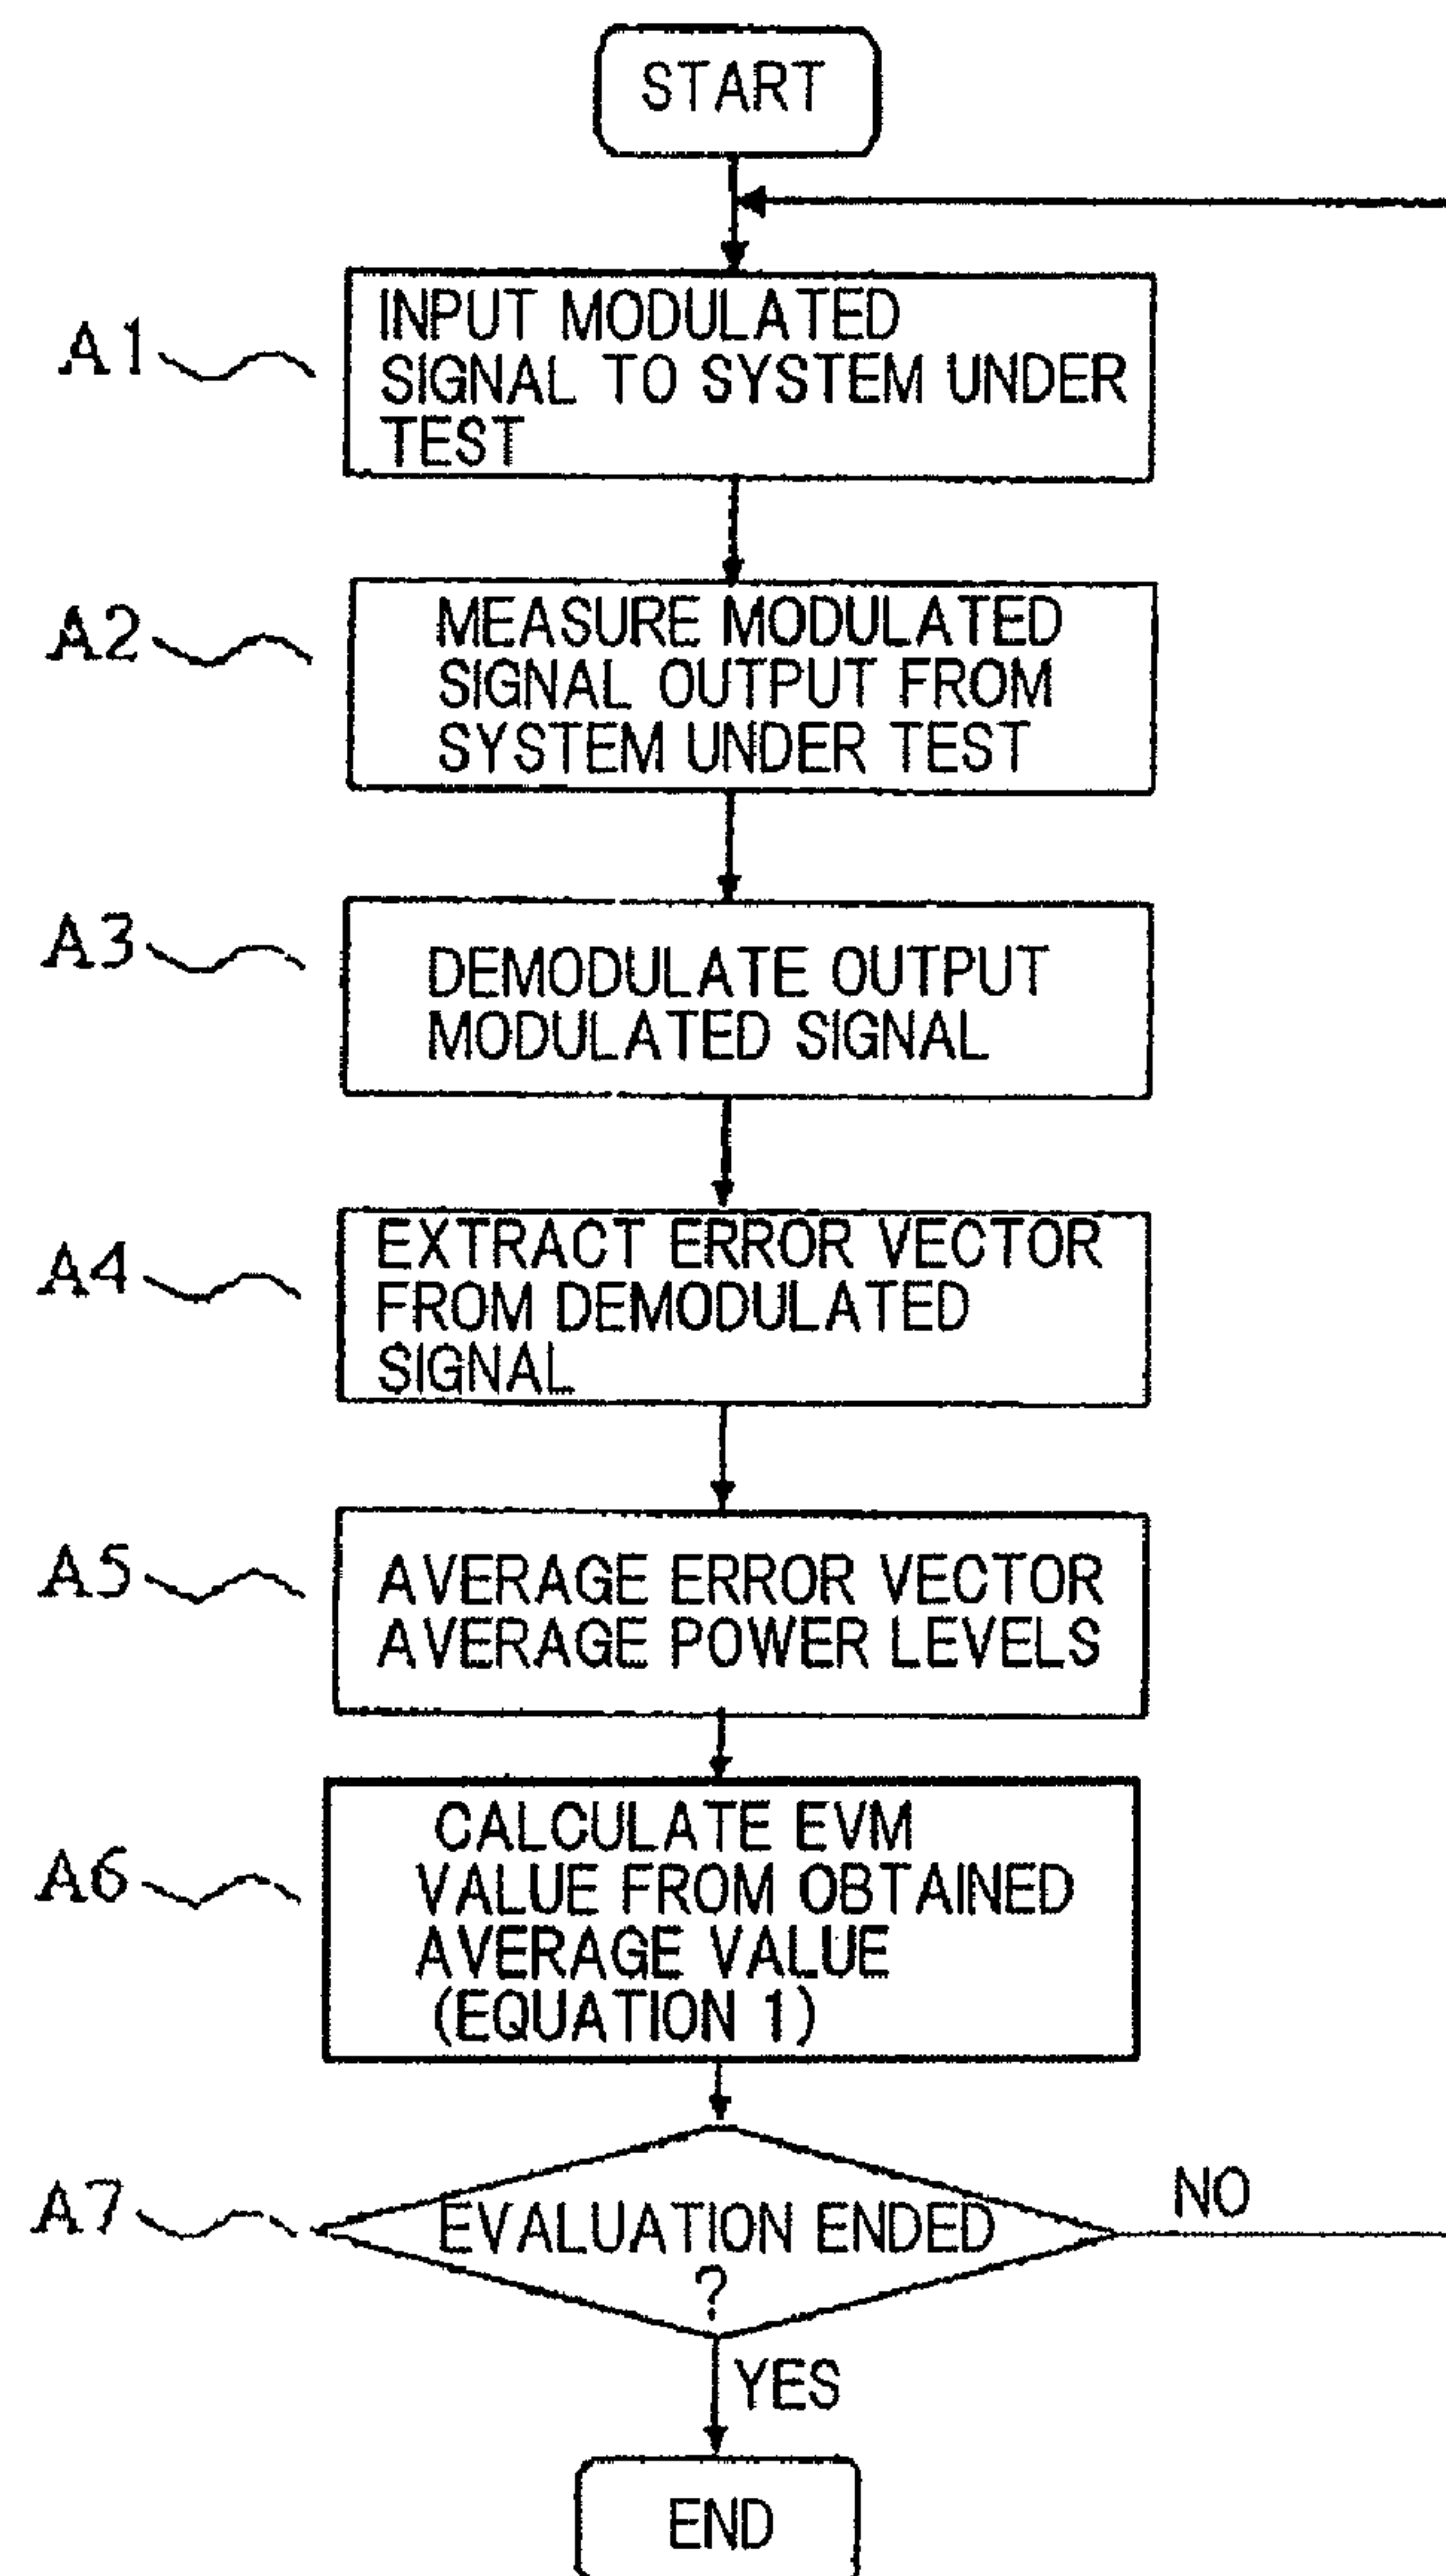 START
A1
INPUT MODULATED
SIGNAL TO SYSTEM UNDER
TEST
A2
MEASURE MODULATED
SIGNAL OUTPUT FROM
SYSTEM UNDER TEST
A3
DEMODULATE OUTPUT
MODULATED SIGNAL
A4
EXTRACT ERROR VECTOR
FROM DEMODULATED
SIGNAL
A5
AVERAGE ERROR VECTOR
AVERAGE POWER LEVELS
A6
CALCULATE EVM
VALUE FROM OBTAINED
AVERAGE VALUE
(EQUATION 1)
A7
EVALUATION ENDED
?
NO
YES
END